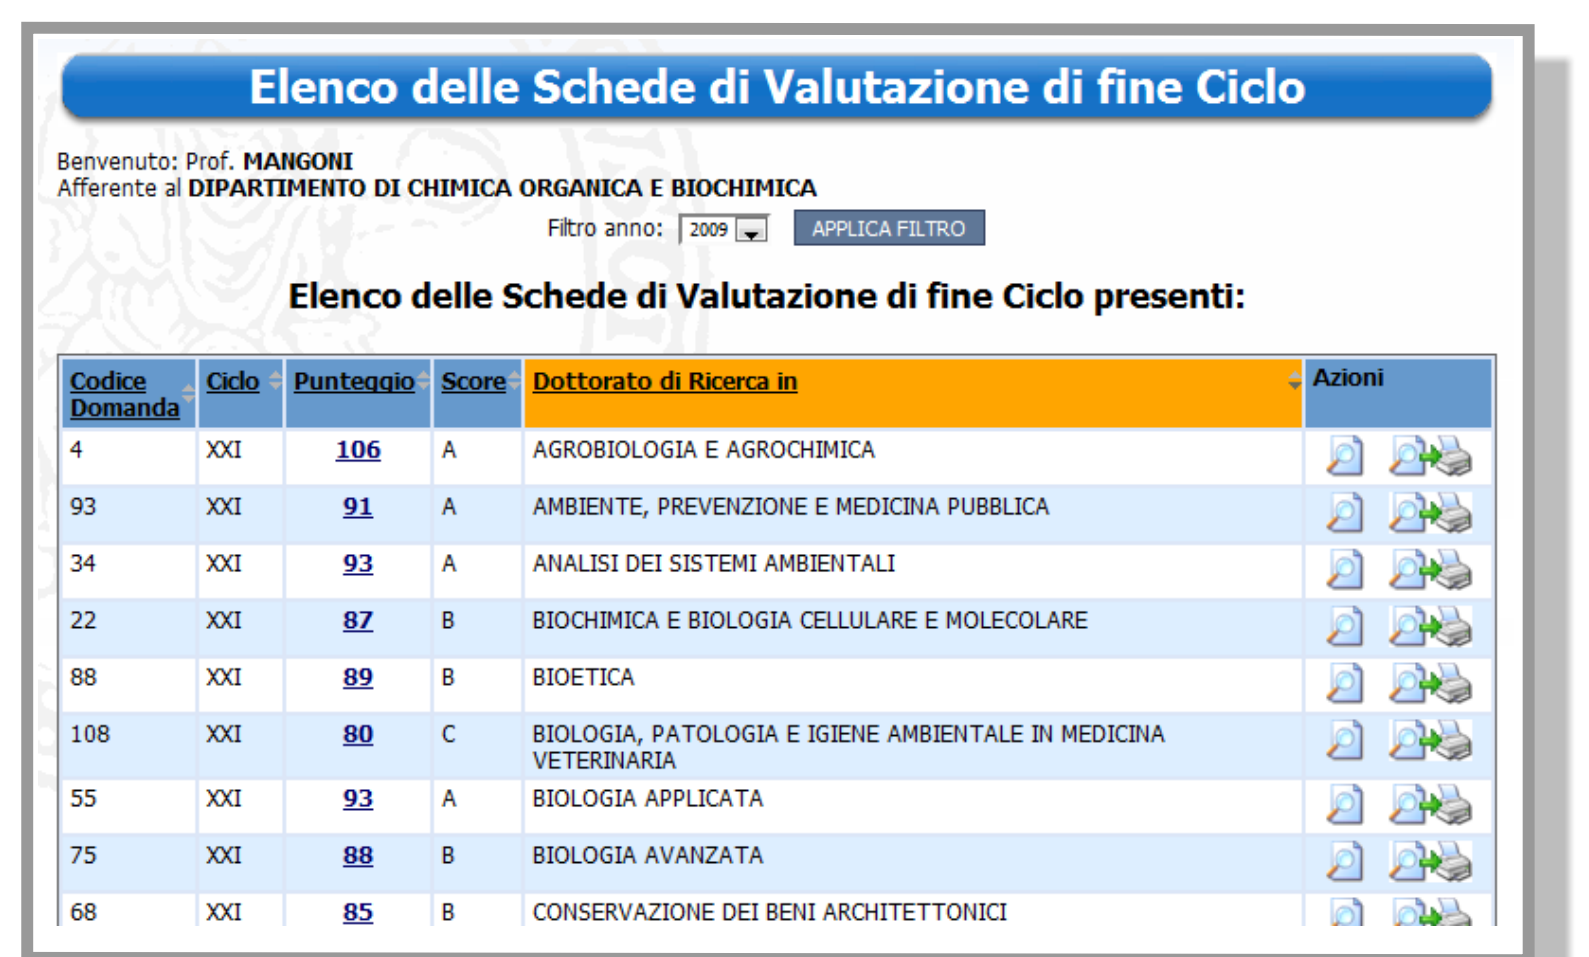 Elenco delle Schede di Valutazione di fine Ciclo
Benvenuto: Prof. MANGONI
Afferente al DIPARTIMENTO DI CHIMICA ORGANICA E BIOCHIMICA
Filtro anno: 2009 APPLICA FILTRO
Elenco delle Schede di Valutazione di fine Ciclo presenti:
Codice Domanda Ciclo Punteggio Score Dottorato di Ricerca in Azioni
4 XXI 106 A AGROBIOLOGIA E AGROCHIMICA
93 XXI 91 A AMBIENTE, PREVENZIONE E MEDICINA PUBBLICA
34 XXI 93 A ANALISI DEI SISTEMI AMBIENTALI
22 XXI 87 B BIOCHIMICA E BIOLOGIA CELLULARE E MOLECOLARE
88 XXI 89 B BIOETICA
108 XXI 80 C BIOLOGIA, PATOLOGIA E IGIENE AMBIENTALE IN MEDICINA
VETERINARIA
55 XXI 93 A BIOLOGIA APPLICATA
75 XXI 88 B BIOLOGIA AVANZATA
68 XXI 85 B CONSERVAZIONE DEI BENI ARCHITETTONICI